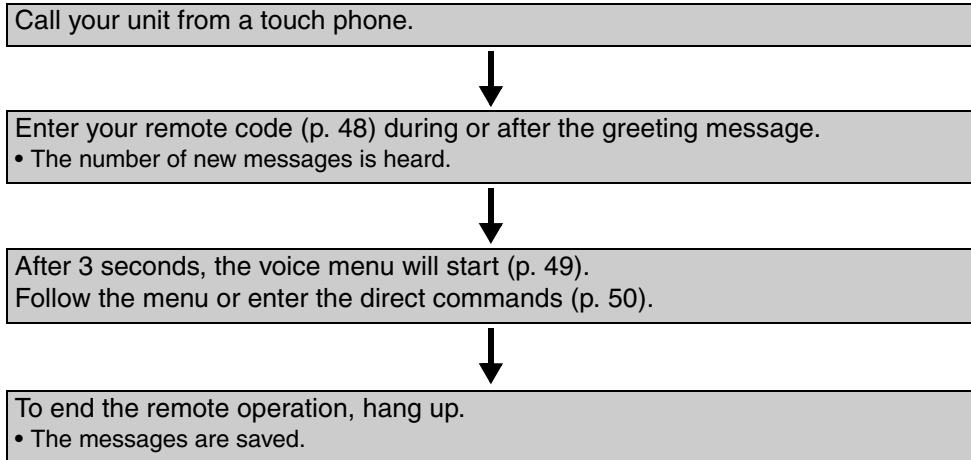 Call your unit from a touch phone.
Enter your remote code (p. 48) during or after the greeting message.
• The number of new messages is heard.
After 3 seconds, the voice menu will start (p. 49).
Follow the menu or enter the direct commands (p. 50).
To end the remote operation, hang up.
• The messages are saved.